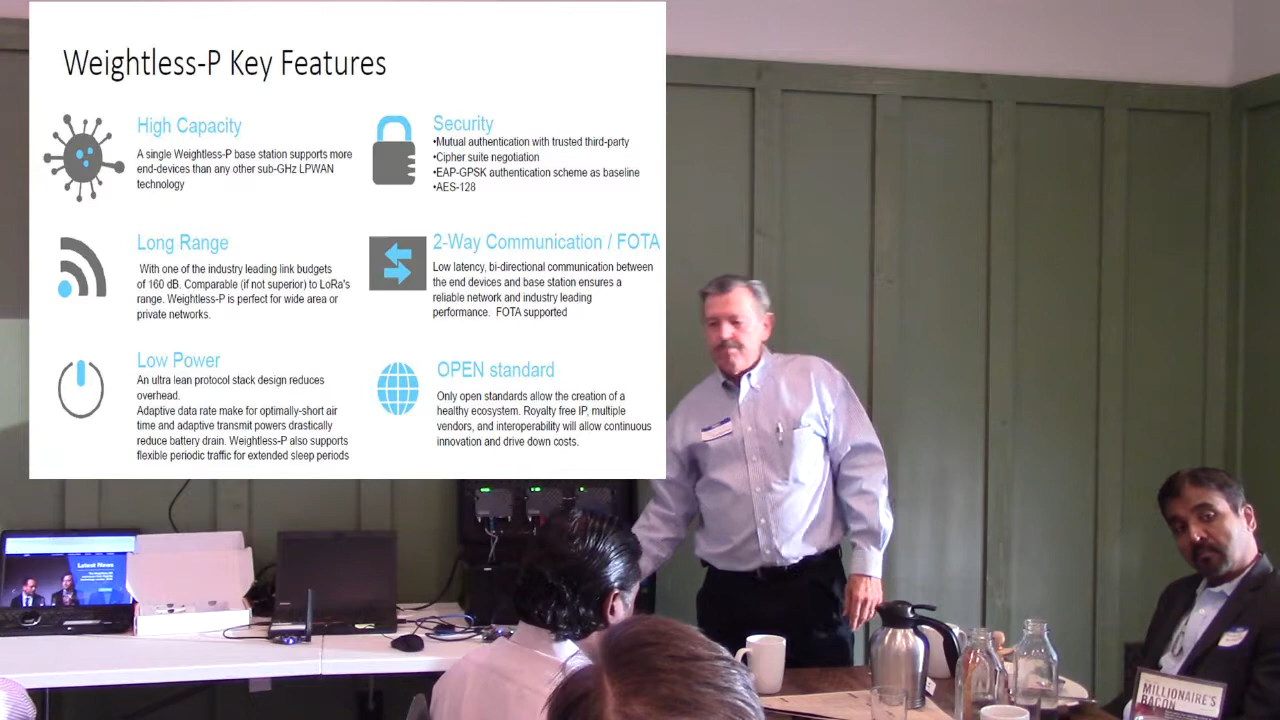 Weightless-P Key Features
High Capacity
A single Weightless-P base station supports more
end-devices than any other sub-GHz LPWAN
technology
Security
•Mutual authentication with trusted third-party
•Cipher suite negotiation
•EAP-GPSK authentication scheme as baseline
•AES-128
Long Range
With one of the industry leading link budgets
of 160 dB. Comparable (if not superior) to LoRa's
range. Weightless-P is perfect for wide area or
private networks.
2-Way Communication / FOTA
Low latency, bi-directional communication between
the end devices and base station ensures a
reliable network and industry leading
performance. FOTA supported
Low Power
An ultra lean protocol stack design reduces
overhead.
Adaptive data rate make for optimally-short air
time and adaptive transmit powers drastically
reduce battery drain. Weightless-P also supports
flexible periodic traffic for extended sleep periods
OPEN standard
Only open standards allow the creation of a
healthy ecosystem. Royalty free IP, multiple
vendors, and interoperability will allow continuous
innovation and drive down costs.
Latest News
MILLIONAIRE'S
BACON